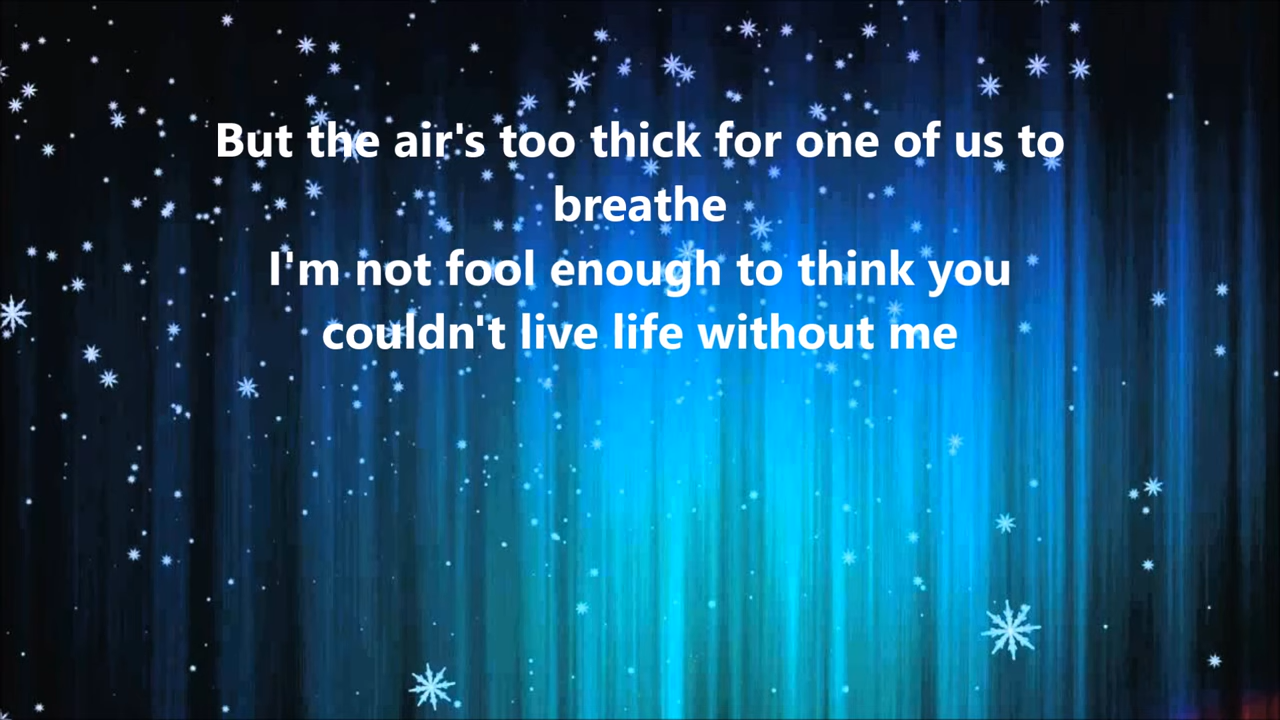 But the air's too thick for one of us to
breathe
I'm not fool enough to think you
couldn't live life without me